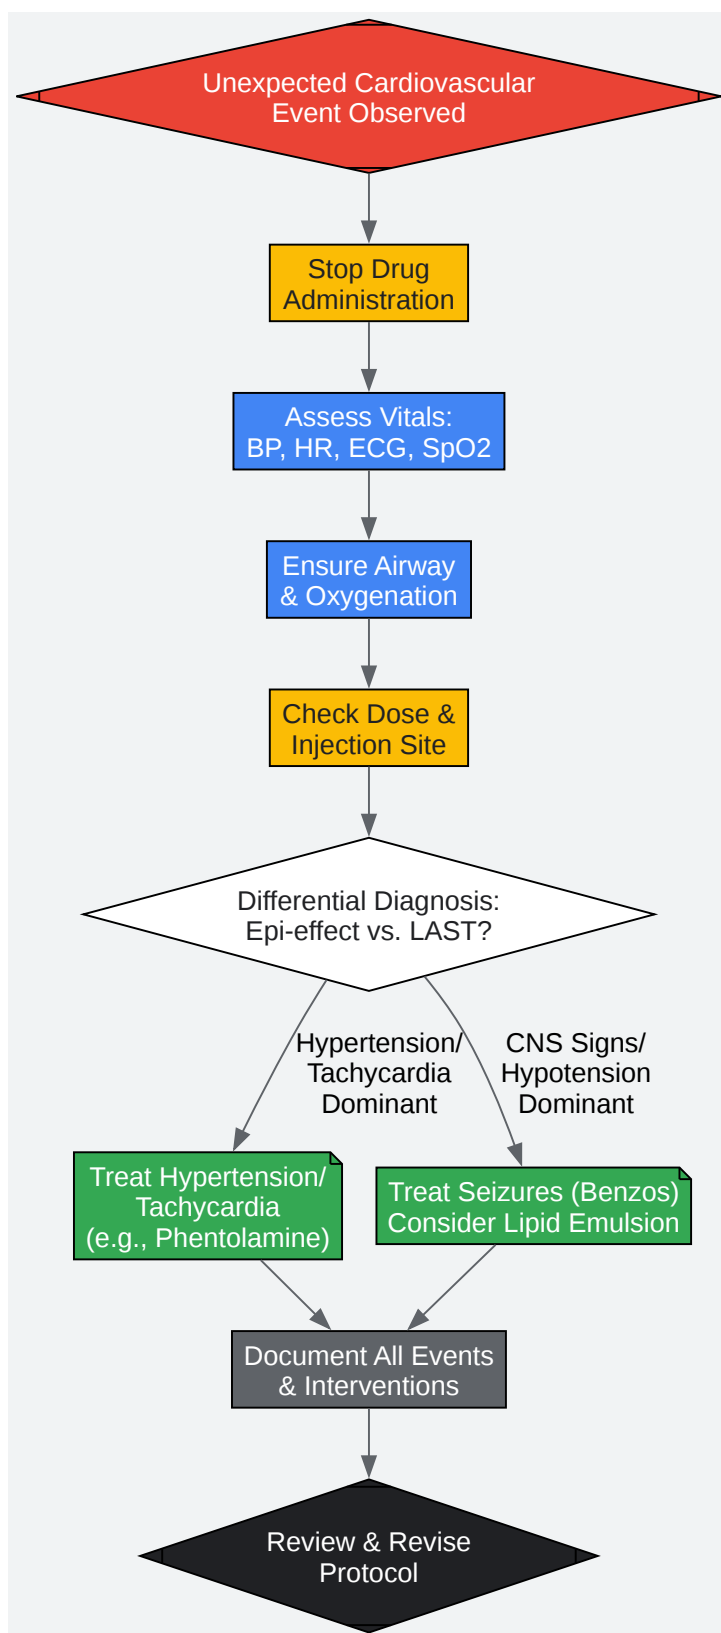 Unexpected Cardiovascular
Event Observed
Stop Drug
Administration
Assess Vitals:
BP, HR, ECG, SpO2
Ensure Airway
& Oxygenation
Check Dose &
Injection Site
Differential Diagnosis:
Epi-effect vs. LAST?
Hypertension/
Tachycardia
Dominant
CNS Signs/
Hypotension
Dominant
Treat Hypertension/
Tachycardia
(e.g., Phentolamine)
Treat Seizures (Benzos)
Consider Lipid Emulsion
Document All Events
& Interventions
Review & Revise
Protocol